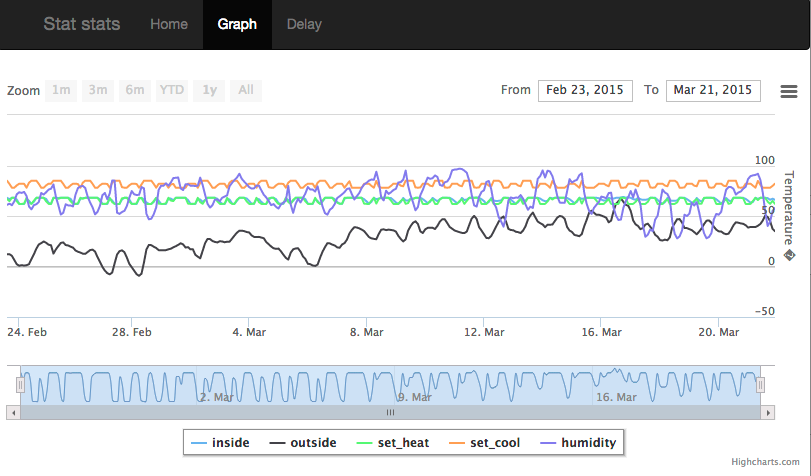 Stat stats Home Graph Delay
Zoom 1m 3m 6m YTD 1y All From Feb 23, 2015 To Mar 21, 2015
100
50
0
−50
Temperature �
24. Feb 28. Feb 4. Mar 8. Mar 12. Mar 16. Mar 20. Mar
2. Mar 9. Mar 16. Mar
inside outside set_heat set_cool humidity
Highcharts.com